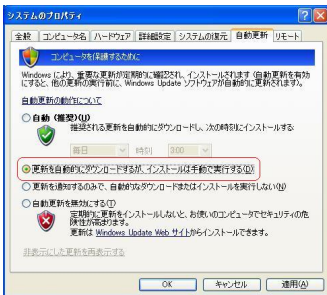 システムのプロパティ
全般 コンピュータ名 ハードウェア 詳細設定 システムの復元 自動更新 リモート
コンピュータを保護するために
Windows により、重要な更新が定期的に確認され、インストールされます (自動更新を有効
にすると、他の更新の実行前に、Windows Update ソフトウェアが自動的に更新されます)。
自動更新の動作について
自動 (推奨)(U)
推奨される更新を自動的にダウンロードし、次の時刻にインストールする:
毎日 時刻 3:00
更新を自動的にダウンロードするが、インストールは手動で実行する(D)
更新を通知するのみで、自動的なダウンロードまたはインストールを実行しない(N)
自動更新を無効にする(T)
定期的に更新をインストールしないと、お使いのコンピュータでセキュリティの危
険性が高まります。
更新は Windows Update Web サイトからインストールできます。
非表示にした更新を再表示する
OK キャンセル 適用(A)